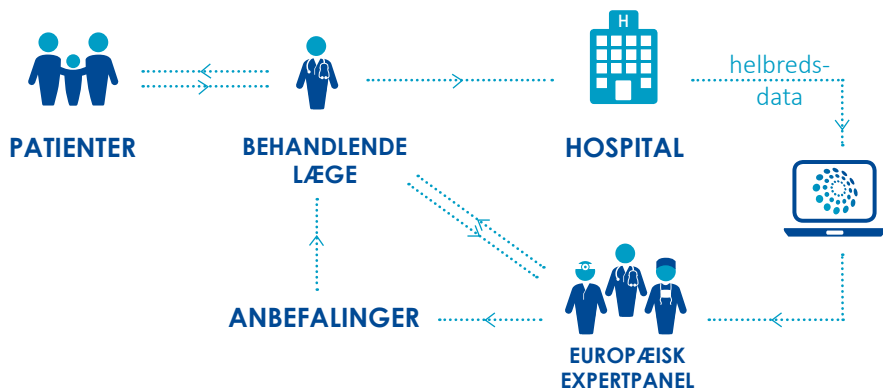 H
helbreds-
data
PATIENTER
BEHANDLENDE
LÆGE
HOSPITAL
ANBEFALINGER
EUROPÆISK
EXPERTPANEL